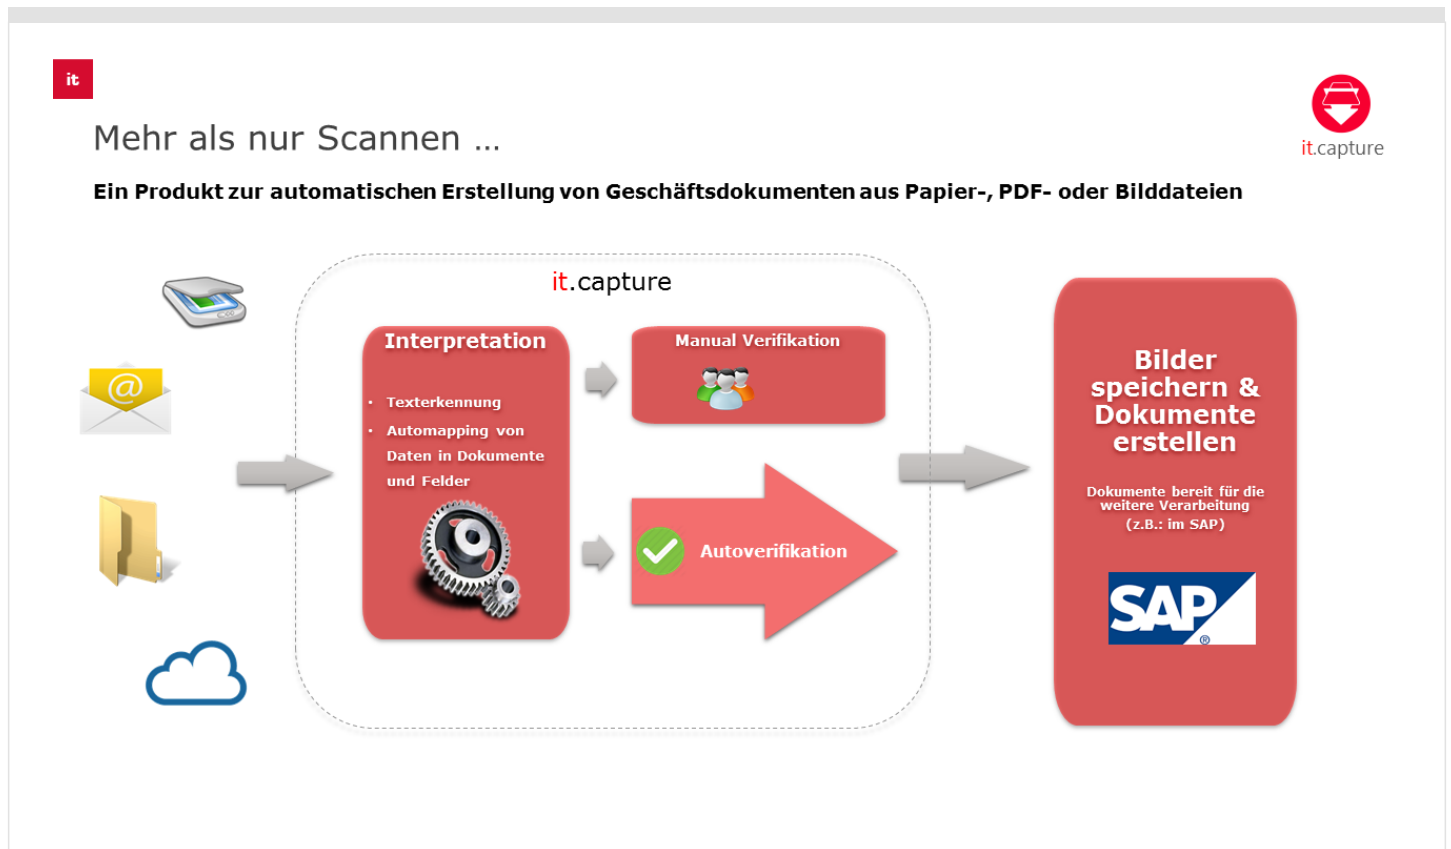 it
Mehr als nur Scannen ...
it.capture
Ein Produkt zur automatischen Erstellung von Geschäftsdokumenten aus Papier-, PDF- oder Bilddateien
it.capture
Interpretation
• Texterkennung
• Automapping von
Daten in Dokumente
und Felder
Manual Verifikation
@
Autoverifikation
Bilder
speichern &
Dokumente
erstellen
Dokumente bereit für die
weitere Verarbeitung
(z.B.: im SAP)
SAP®